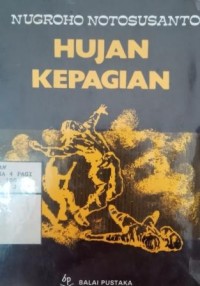 NUGROHO NOTOSUSANTO
HUJAN
KEPAGIAN
BALAI PUSTAKA